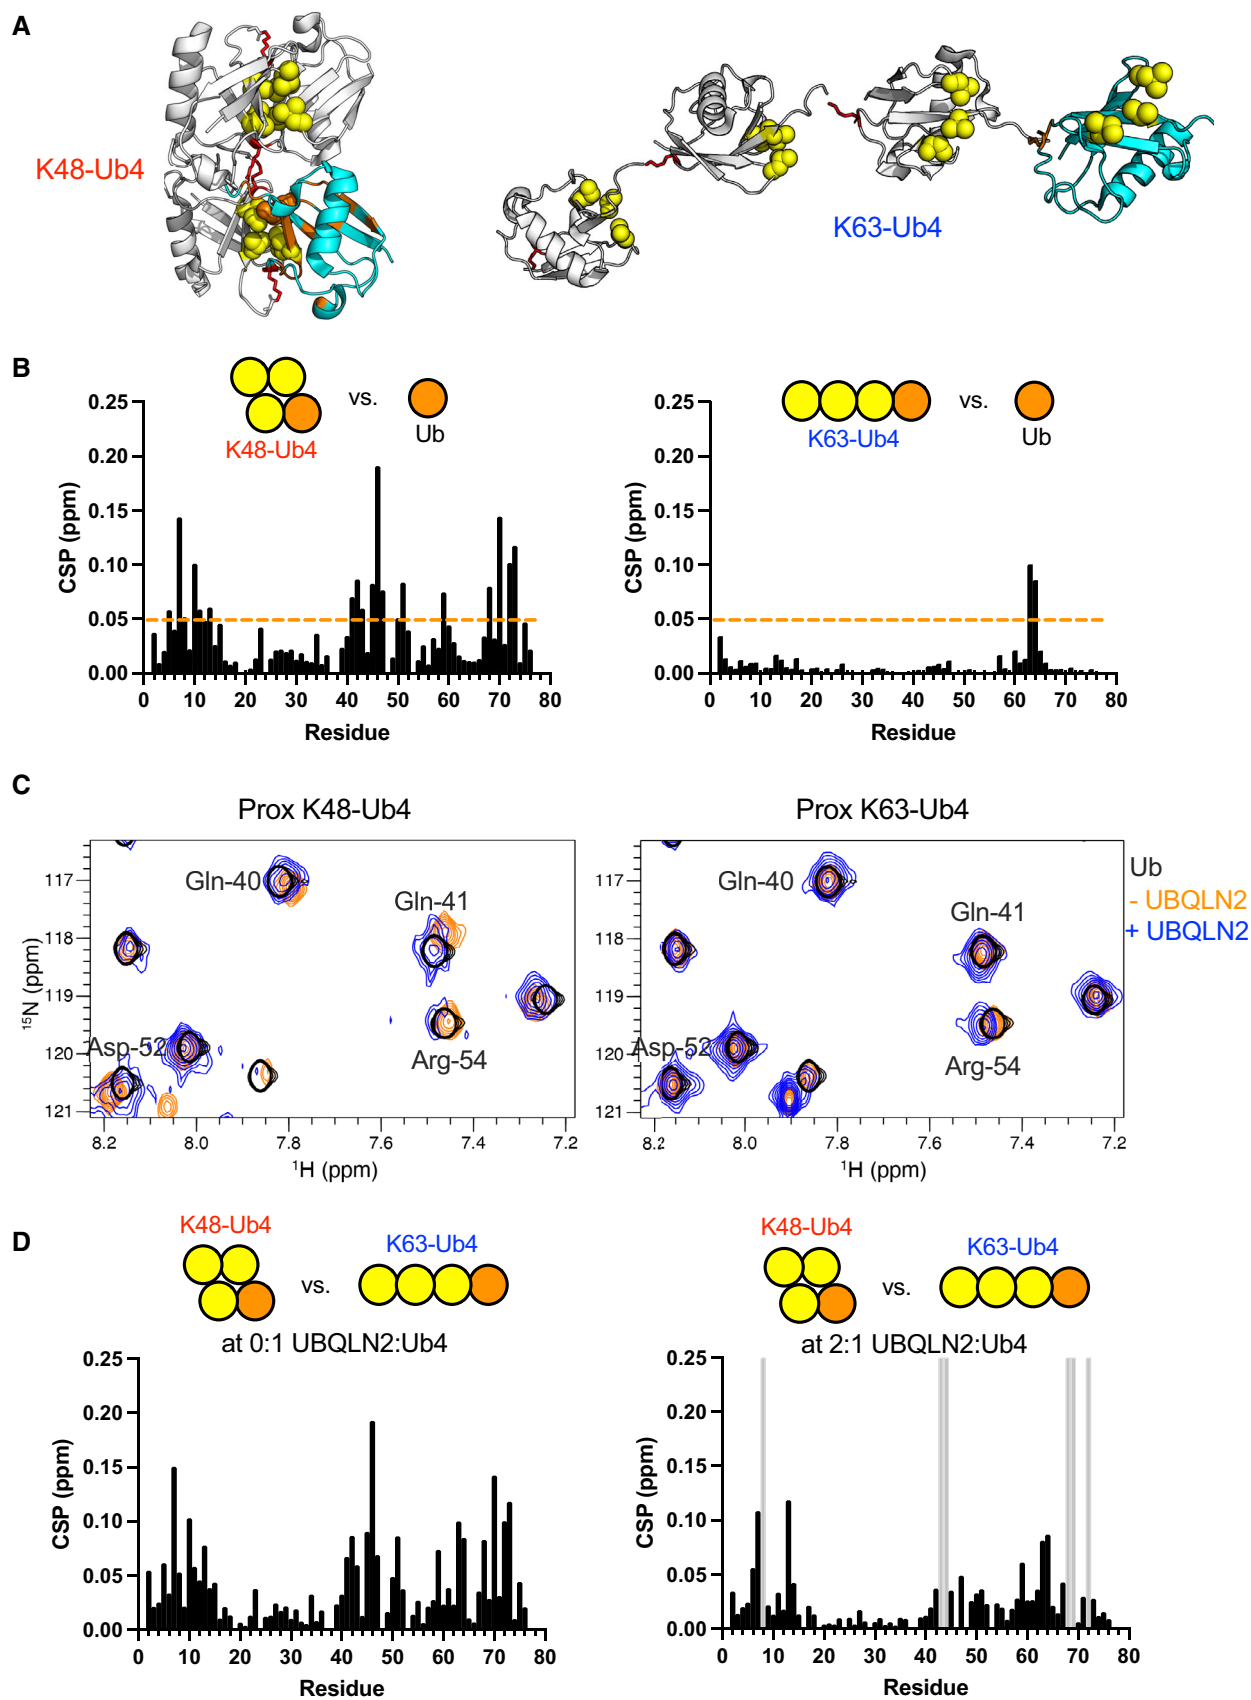 A
K48-Ub4
K63-Ub4
B
K48-Ub4
vs.
Ub
K63-Ub4
vs.
Ub
CSP (ppm)
0.25
0.20
0.15
0.10
0.05
0.00
0 10 20 30 40 50 60 70 80
Residue
CSP (ppm)
0.25
0.20
0.15
0.10
0.05
0.00
0 10 20 30 40 50 60 70 80
Residue
C
Prox K48-Ub4
Prox K63-Ub4
15N (ppm)
117
118
119
120
121
Gln-40
Gln-41
Asp-52
Arg-54
8.2 8.0 7.8 7.6 7.4 7.2
1H (ppm)
117
118
119
120
121
Gln-40
Gln-41
Asp-52
Arg-54
8.2 8.0 7.8 7.6 7.4 7.2
1H (ppm)
Ub
- UBQLN2
+ UBQLN2
D
K48-Ub4
vs.
K63-Ub4
at 0:1 UBQLN2:Ub4
CSP (ppm)
0.25
0.20
0.15
0.10
0.05
0.00
0 10 20 30 40 50 60 70 80
Residue
K48-Ub4
vs.
K63-Ub4
at 2:1 UBQLN2:Ub4
CSP (ppm)
0.25
0.20
0.15
0.10
0.05
0.00
0 10 20 30 40 50 60 70 80
Residue